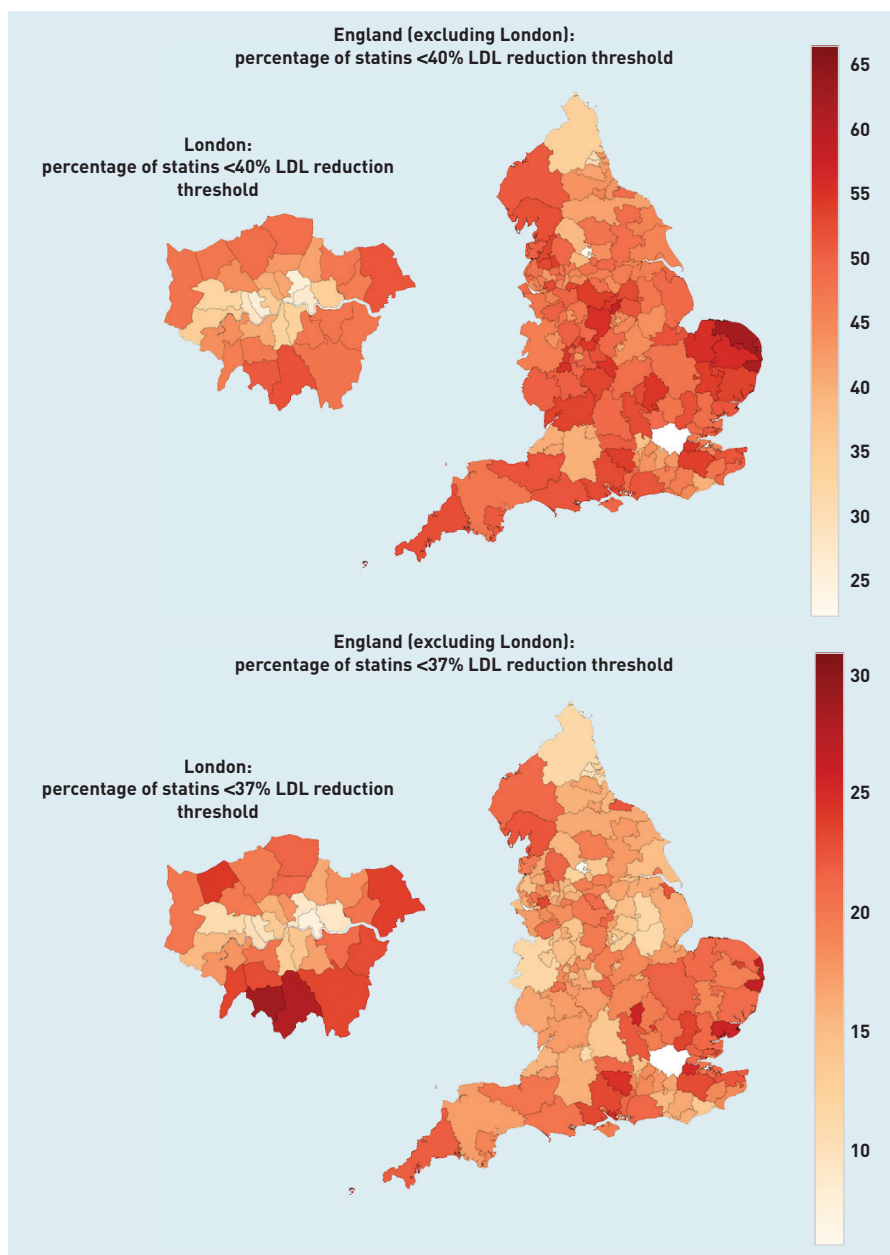 England (excluding London):
percentage of statins <40% LDL reduction threshold
London:
percentage of statins <40% LDL reduction
threshold
65
60
55
50
45
40
35
30
25
England (excluding London):
percentage of statins <37% LDL reduction threshold
London:
percentage of statins <37% LDL reduction
threshold
30
25
20
15
10